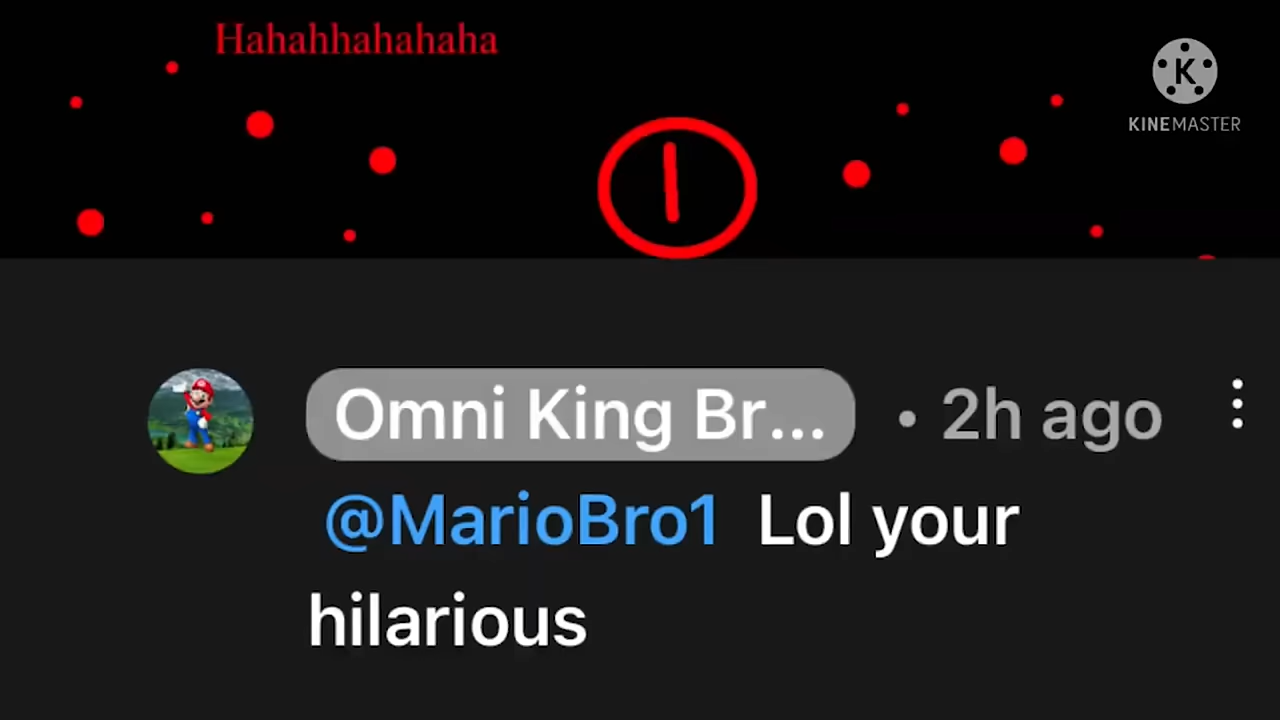 Hahahhahahaha
K
KINEMASTER
Omni King Br... • 2h ago
@MarioBro1 Lol your
hilarious